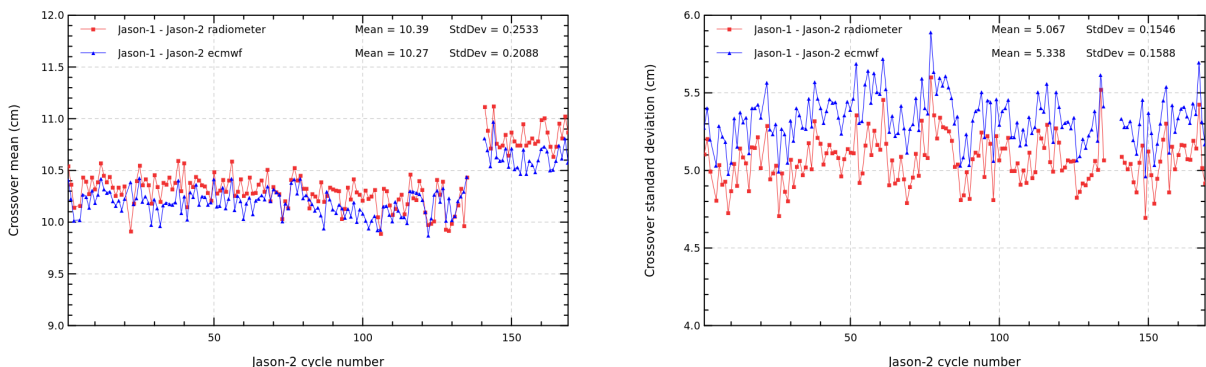 12.0
Jason-1 - Jason-2 radiometer Mean = 10.39 StdDev = 0.2533
Jason-1 - Jason-2 ecmwf Mean = 10.27 StdDev = 0.2088
11.5
11.0
10.5
10.0
9.5
9.0
Crossover mean (cm)
50 100 150
Jason-2 cycle number
6.0
Jason-1 - Jason-2 radiometer Mean = 5.067 StdDev = 0.1546
Jason-1 - Jason-2 ecmwf Mean = 5.338 StdDev = 0.1588
5.5
5.0
4.5
4.0
Crossover standard deviation (cm)
50 100 150
Jason-2 cycle number